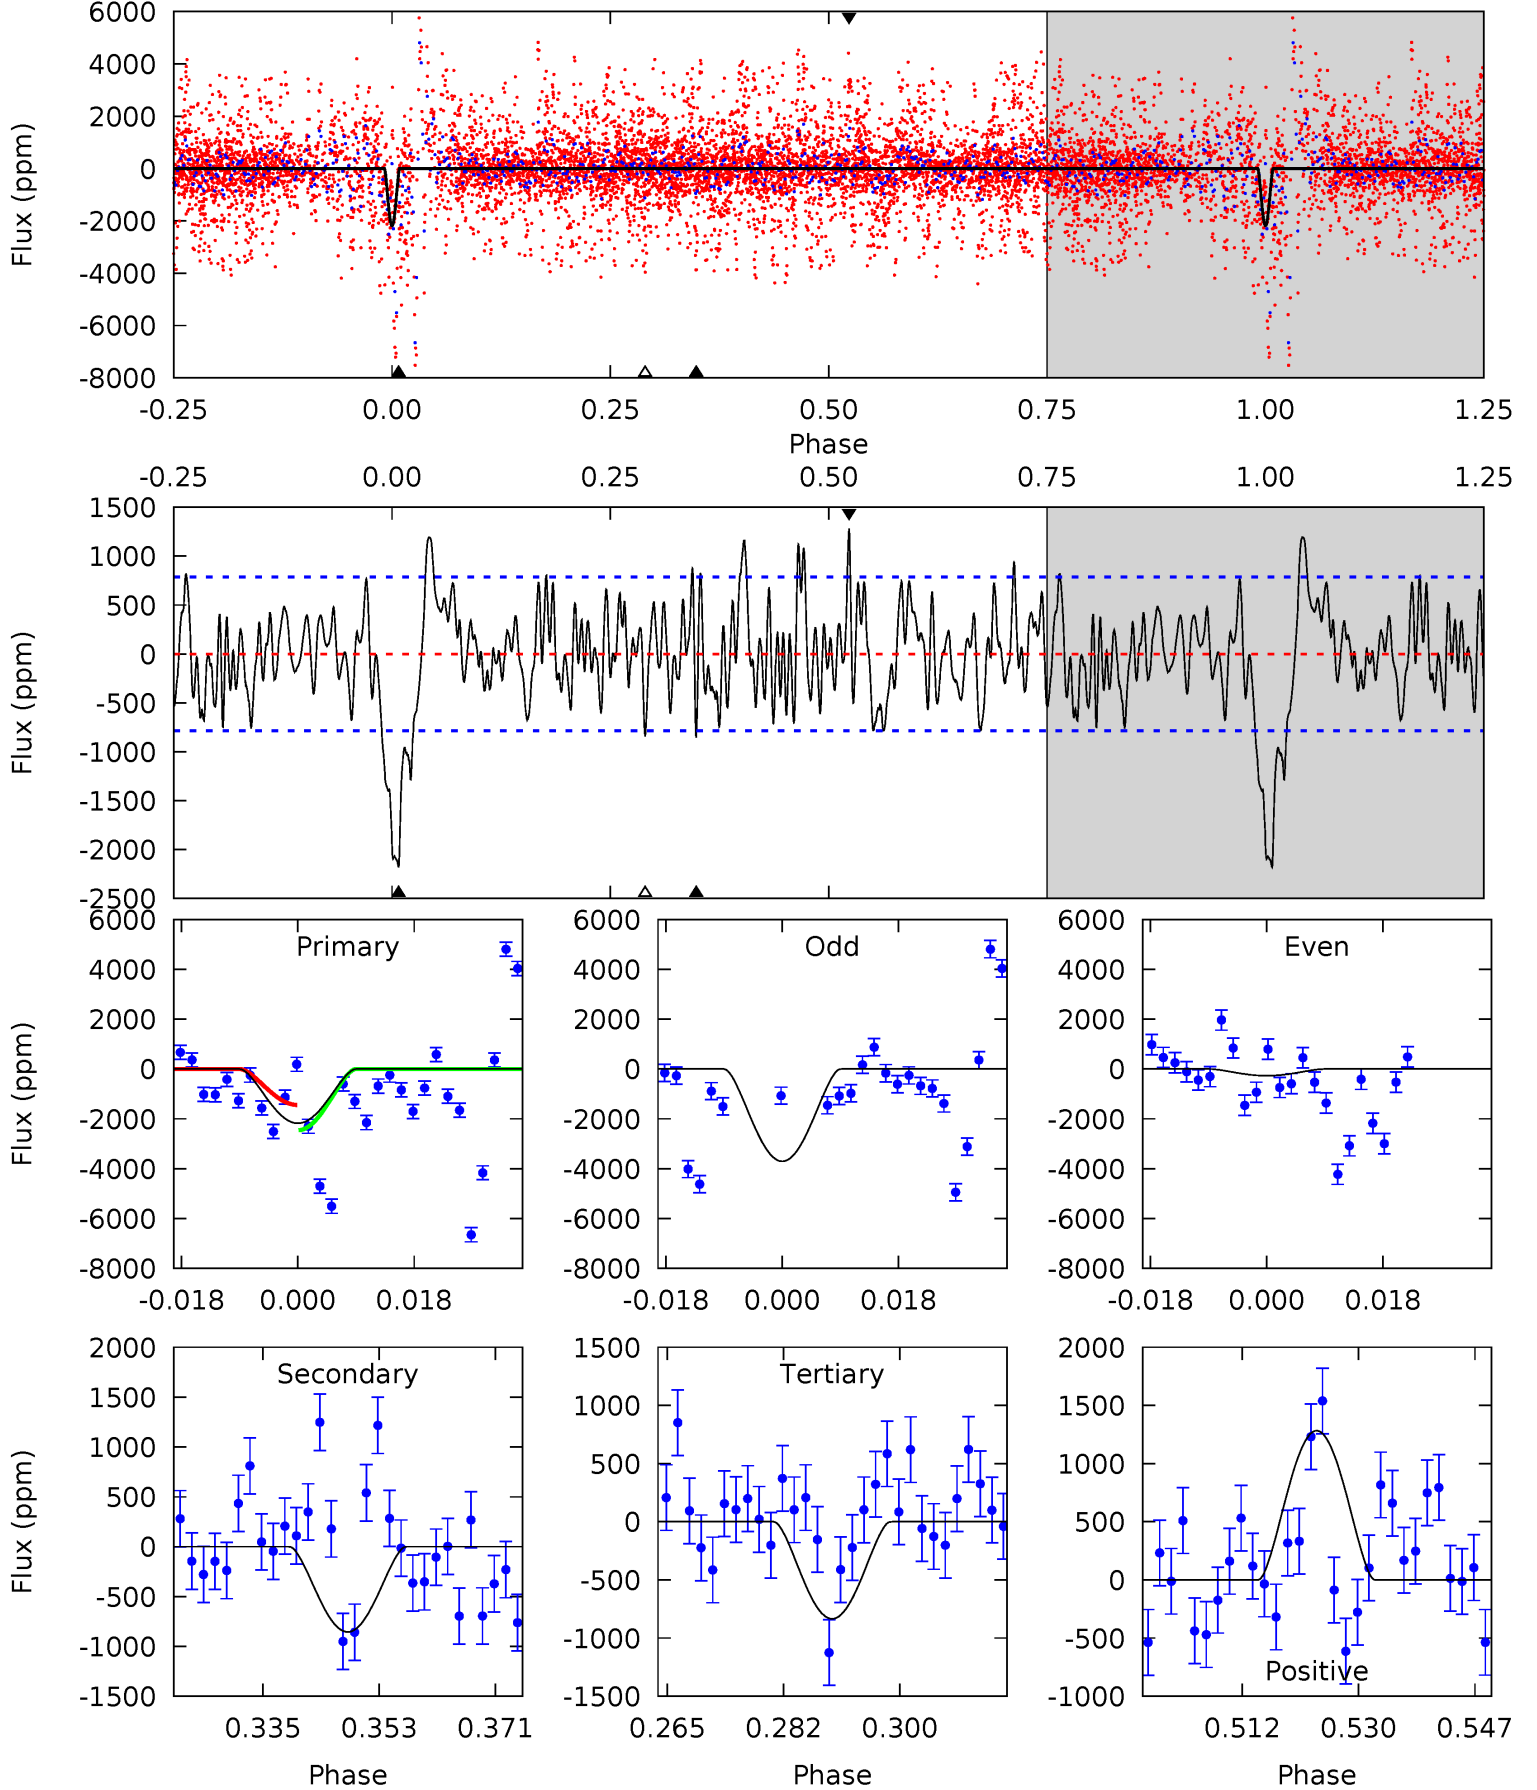 6000
4000
2000
0
-2000
-4000
-6000
-8000
Flux (ppm)
-0.25 0.00 0.25 0.50 0.75 1.00 1.25
Phase
-0.25 0.00 0.25 0.50 0.75 1.00 1.25
1500
1000
500
0
-500
-1000
-1500
-2000
-2500
Flux (ppm)
Primary Odd Even
6000 6000 6000
4000 4000 4000
2000 2000 2000
0 0 0
-2000 -2000 -2000
-4000 -4000 -4000
-6000 -6000 -6000
-8000 -8000 -8000
Flux (ppm)
-0.018 0.000 0.018 -0.018 0.000 0.018 -0.018 0.000 0.018
Secondary Tertiary Positive
2000 1500 2000
1500 1000 1500
1000 500 1000
500 0 500
0 -500 0
-500 -1000 -500
-1000 -1500 -1000
-1500
Flux (ppm)
0.335 0.353 0.371 0.265 0.282 0.300 0.512 0.530 0.547
Phase Phase Phase